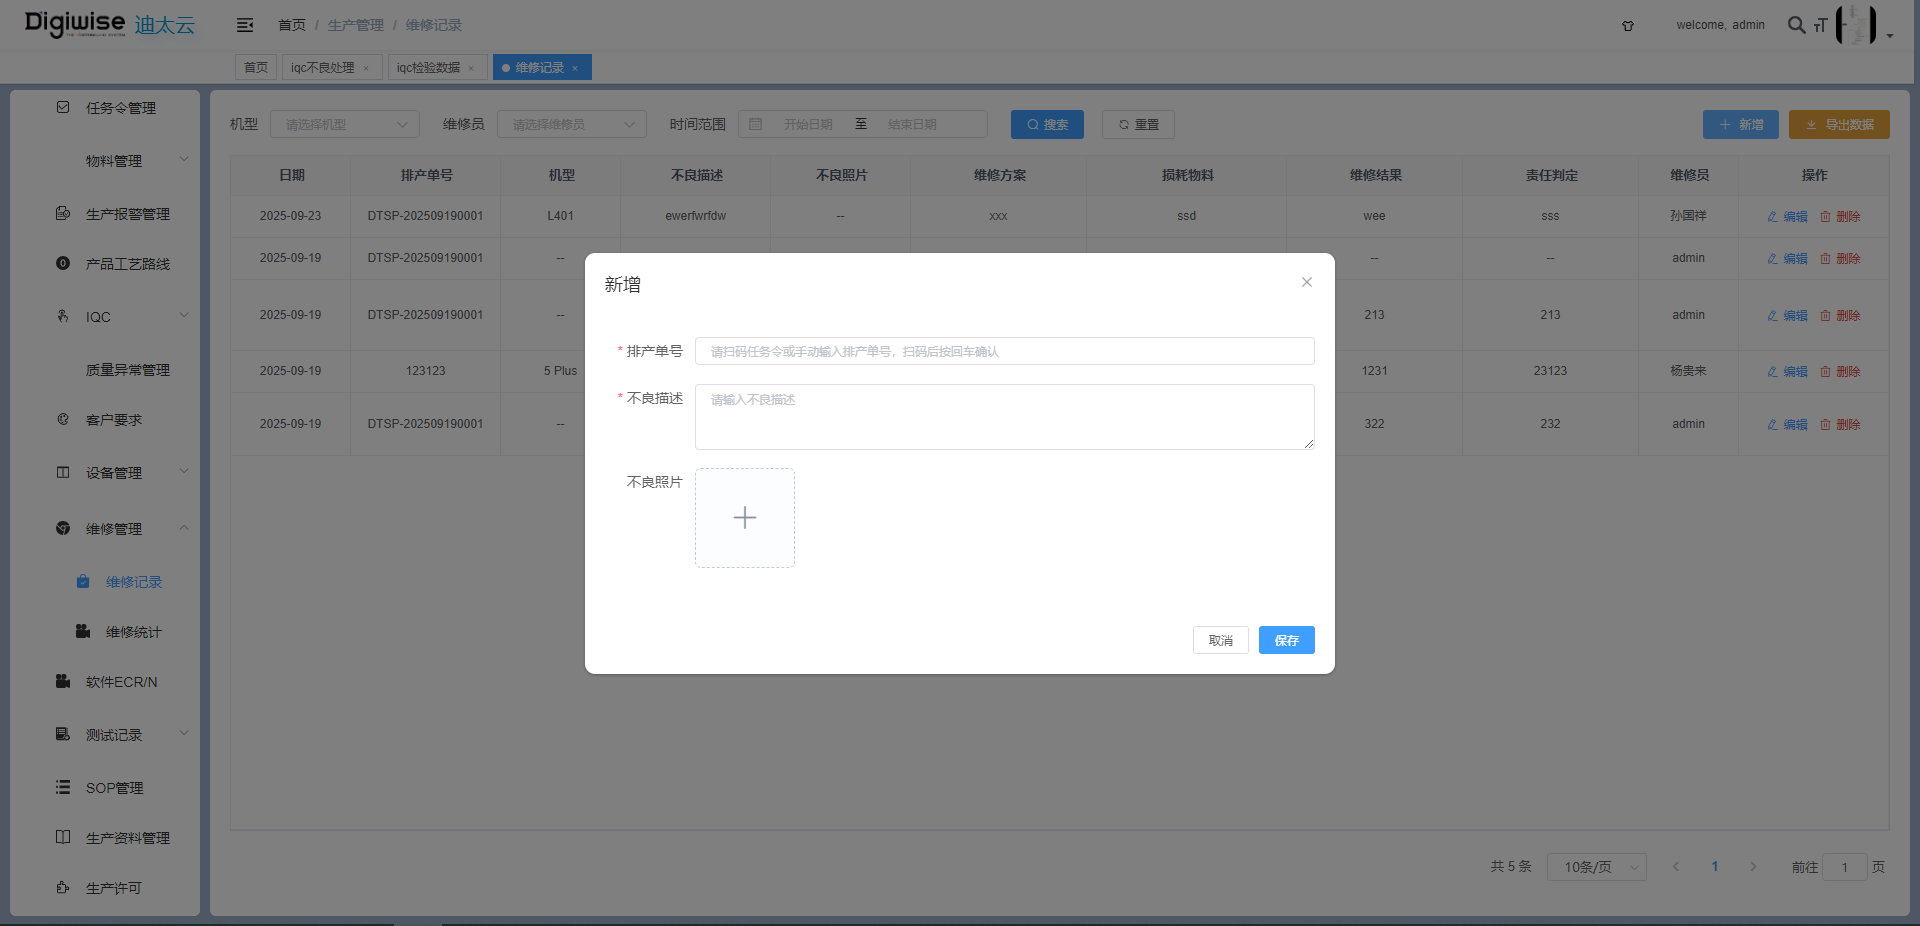 Digiwise 迪太云
首页 / 生产管理 / 维修记录
welcome, admin
首页 iqc不良处理 × iqc检验数据 × 维修记录 ×
任务令管理
物料管理
生产报警管理
产品工艺路线
IQC
质量异常管理
客户要求
设备管理
维修管理
维修记录
维修统计
软件ECR/N
测试记录
SOP管理
生产资料管理
生产许可
机型 请选择机型 维修员 请选择维修员 时间范围 开始日期 至 结束日期 搜索 重置 新增 导出数据
日期 排产单号 机型 不良描述 不良照片 维修方案 损耗物料 维修结果 责任判定 维修员 操作
2025-09-23 DTSP-202509190001 L401 ewerfwrfdw -- xxx ssd wee sss 孙国祥 编辑 删除
2025-09-19 DTSP-202509190001 -- -- -- admin 编辑 删除
2025-09-19 DTSP-202509190001 -- 213 213 admin 编辑 删除
2025-09-19 123123 5 Plus 1231 23123 杨贵来 编辑 删除
2025-09-19 DTSP-202509190001 -- 322 232 admin 编辑 删除
新增
* 排产单号 请扫码任务令或手动输入排产单号，扫码后按回车确认
* 不良描述 请输入不良描述
不良照片
取消 保存
共 5 条 10条/页 1 前往 1 页